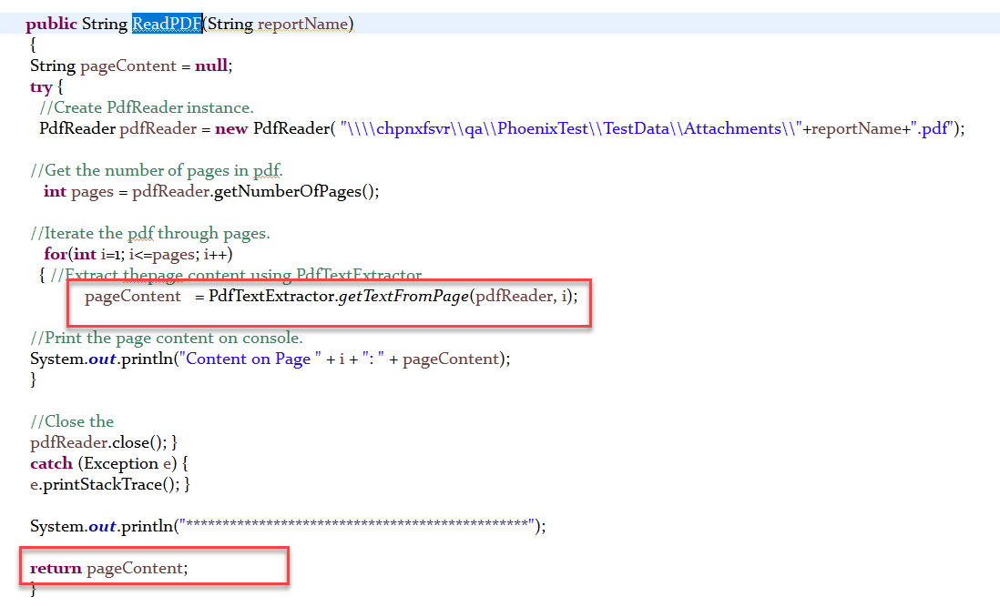 public String ReadPDF(String reportName)
{
String pageContent = null;
try {
//Create PdfReader instance.
PdfReader pdfReader = new PdfReader( "\\\\chpnxfsvr\\qa\\PhoenixTest\\TestData\\Attachments\\"+reportName+".pdf");
//Get the number of pages in pdf.
int pages = pdfReader.getNumberOfPages();
//Iterate the pdf through pages.
for(int i=1; i<=pages; i++)
{ //Extract thepage content using PdfTextExtractor.
pageContent = PdfTextExtractor.getTextFromPage(pdfReader, i);
//Print the page content on console.
System.out.println("Content on Page " + i + ": " + pageContent);
}
//Close the
pdfReader.close(); }
catch (Exception e) {
e.printStackTrace(); }
System.out.println("***********************************************");
return pageContent;
}